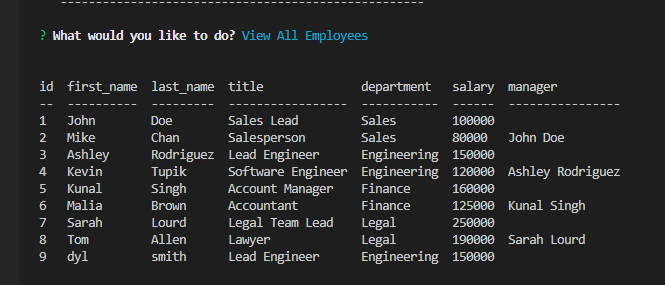 --------------------------------------------------
? What would you like to do? View All Employees
id  first_name  last_name  title              department   salary  manager
--  ----------  ---------  -----------------  -----------  ------  ----------------
1   John        Doe        Sales Lead         Sales        100000
2   Mike        Chan       Salesperson        Sales        80000   John Doe
3   Ashley      Rodriguez  Lead Engineer      Engineering  150000
4   Kevin       Tupik      Software Engineer  Engineering  120000  Ashley Rodriguez
5   Kunal       Singh      Account Manager    Finance      160000
6   Malia       Brown      Accountant         Finance      125000  Kunal Singh
7   Sarah       Lourd      Legal Team Lead    Legal        250000
8   Tom         Allen      Lawyer             Legal        190000  Sarah Lourd
9   dyl         smith      Lead Engineer      Engineering  150000